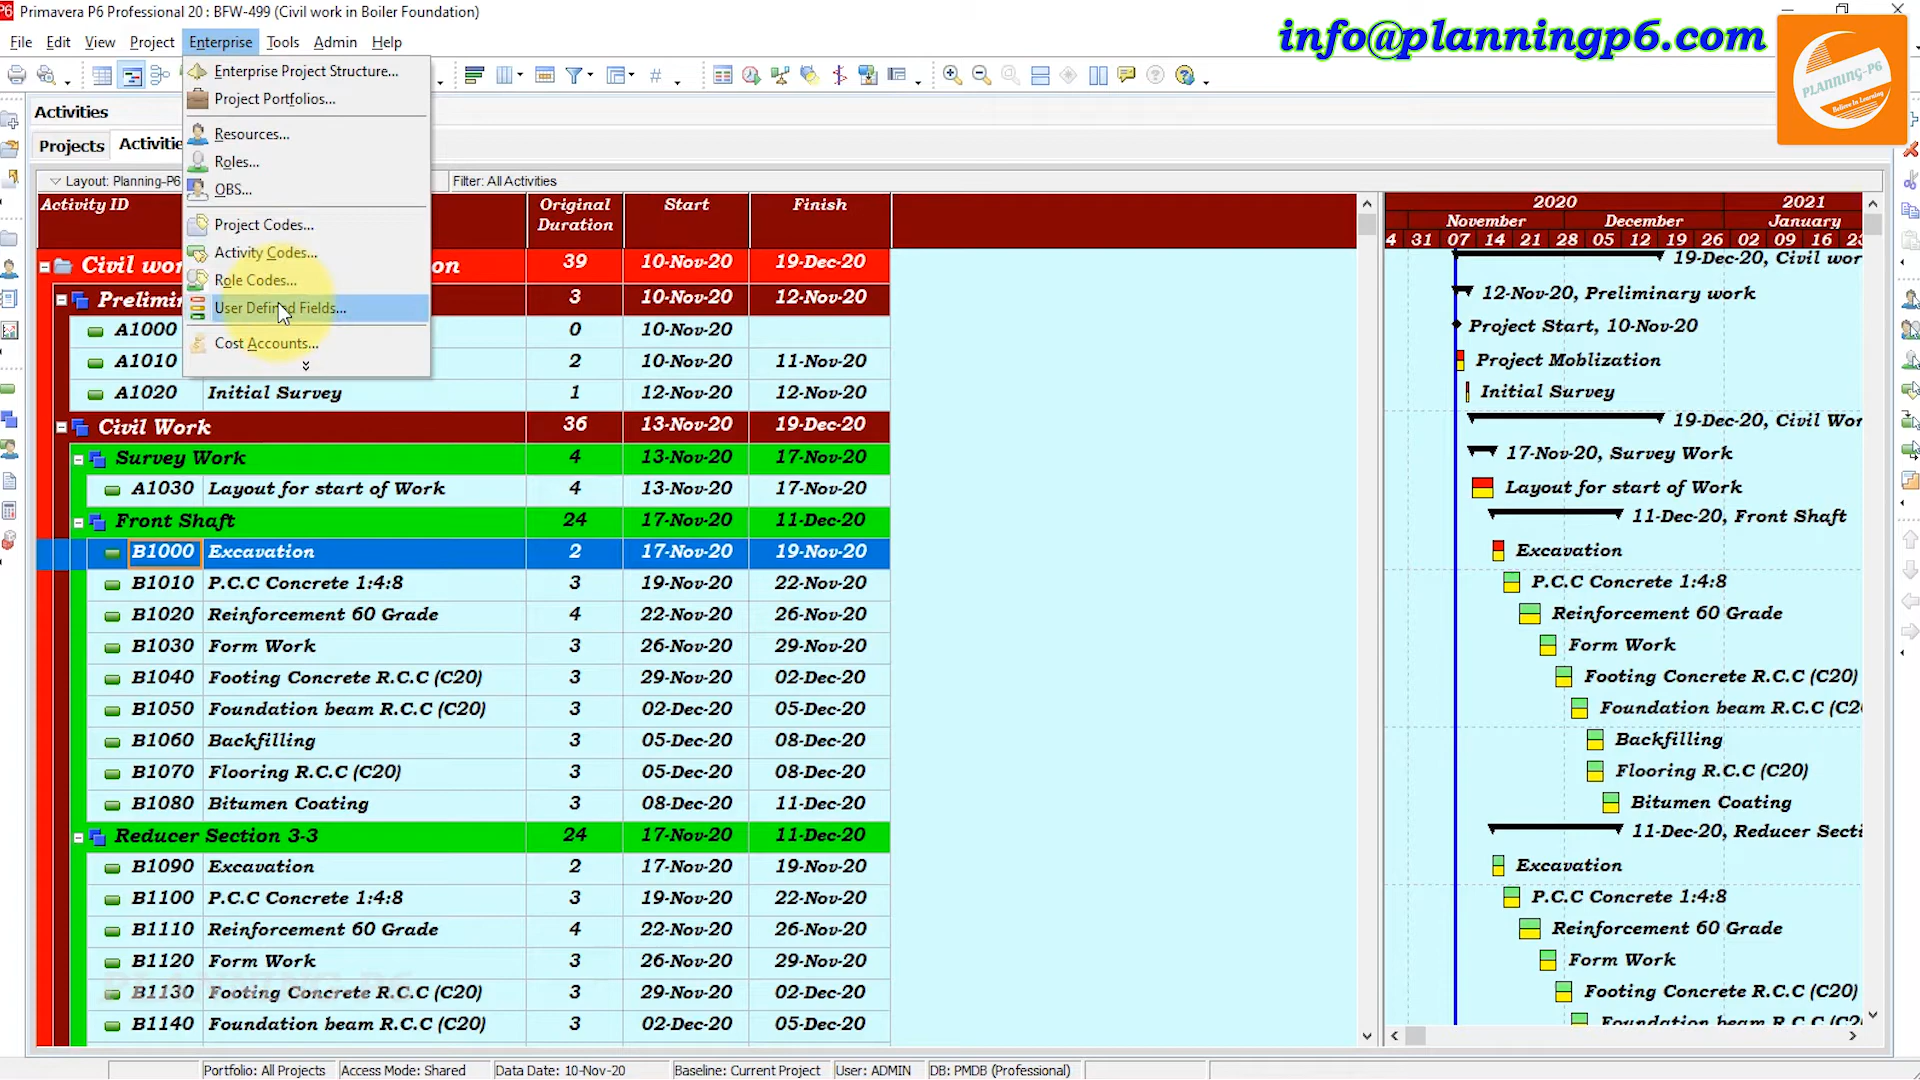 Primavera P6 Professional 20 : BFW-499 (Civil work in Boiler Foundation)
info@planningp6.com
File Edit View Project Enterprise Tools Admin Help
PLANNING-P6
Believe In Learning
Enterprise Project Structure...
Project Portfolios...
Resources...
Roles...
OBS...
Project Codes...
Activity Codes...
Role Codes...
User Defined Fields...
Cost Accounts...
Activities
Projects Activitie
Layout: Planning-P6 Filter: All Activities
Activity ID Original Duration Start Finish
2020 2021
November December January
4 31 07 14 21 28 05 12 19 26 02 09 16 23
Civil wor on 39 10-Nov-20 19-Dec-20 19-Dec-20, Civil wor
Prelimin 3 10-Nov-20 12-Nov-20 12-Nov-20, Preliminary work
A1000 0 10-Nov-20 Project Start, 10-Nov-20
A1010 2 10-Nov-20 11-Nov-20 Project Moblization
A1020 Initial Survey 1 12-Nov-20 12-Nov-20 Initial Survey
Civil Work 36 13-Nov-20 19-Dec-20 19-Dec-20, Civil Wor
Survey Work 4 13-Nov-20 17-Nov-20 17-Nov-20, Survey Work
A1030 Layout for start of Work 4 13-Nov-20 17-Nov-20 Layout for start of Work
Front Shaft 24 17-Nov-20 11-Dec-20 11-Dec-20, Front Shaft
B1000 Excavation 2 17-Nov-20 19-Nov-20 Excavation
B1010 P.C.C Concrete 1:4:8 3 19-Nov-20 22-Nov-20 P.C.C Concrete 1:4:8
B1020 Reinforcement 60 Grade 4 22-Nov-20 26-Nov-20 Reinforcement 60 Grade
B1030 Form Work 3 26-Nov-20 29-Nov-20 Form Work
B1040 Footing Concrete R.C.C (C20) 3 29-Nov-20 02-Dec-20 Footing Concrete R.C.C (C20)
B1050 Foundation beam R.C.C (C20) 3 02-Dec-20 05-Dec-20 Foundation beam R.C.C (C2
B1060 Backfilling 3 05-Dec-20 08-Dec-20 Backfilling
B1070 Flooring R.C.C (C20) 3 05-Dec-20 08-Dec-20 Flooring R.C.C (C20)
B1080 Bitumen Coating 3 08-Dec-20 11-Dec-20 Bitumen Coating
Reducer Section 3-3 24 17-Nov-20 11-Dec-20 11-Dec-20, Reducer Secti
B1090 Excavation 2 17-Nov-20 19-Nov-20 Excavation
B1100 P.C.C Concrete 1:4:8 3 19-Nov-20 22-Nov-20 P.C.C Concrete 1:4:8
B1110 Reinforcement 60 Grade 4 22-Nov-20 26-Nov-20 Reinforcement 60 Grade
B1120 Form Work 3 26-Nov-20 29-Nov-20 Form Work
B1130 Footing Concrete R.C.C (C20) 3 29-Nov-20 02-Dec-20 Footing Concrete R.C.C (C20)
B1140 Foundation beam R.C.C (C20) 3 02-Dec-20 05-Dec-20 Foundation beam R.C.C (C20
PLANNING-P6
Portfolio: All Projects Access Mode: Shared Data Date: 10-Nov-20 Baseline: Current Project User: ADMIN DB: PMDB (Professional)